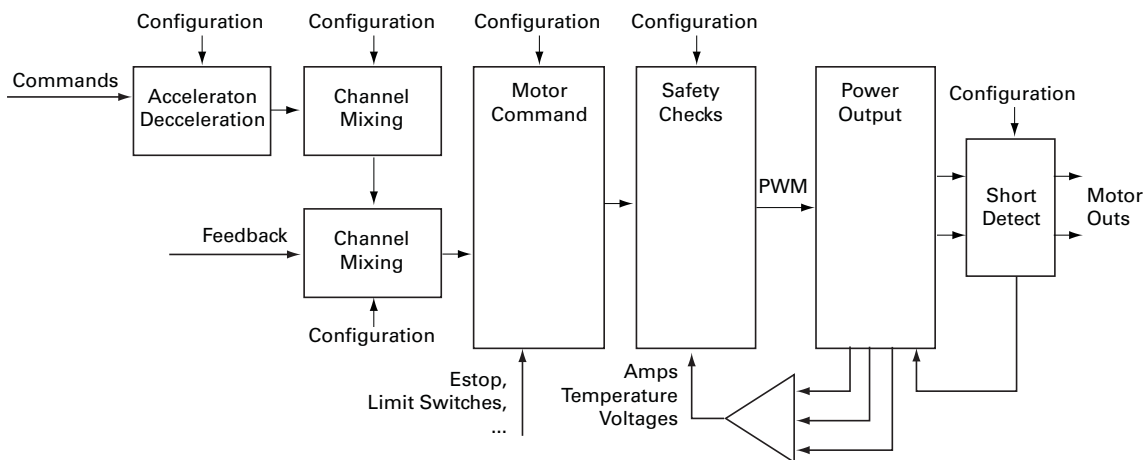 Configuration
Configuration
Configuration
Configuration
Commands
Acceleraton
Decceleration
Channel
Mixing
Motor
Command
Safety
Checks
Power
Output
Configuration
PWM
Short
Detect
Motor
Outs
Feedback
Channel
Mixing
Configuration
Estop,
Limit Switches,
...
Amps
Temperature
Voltages